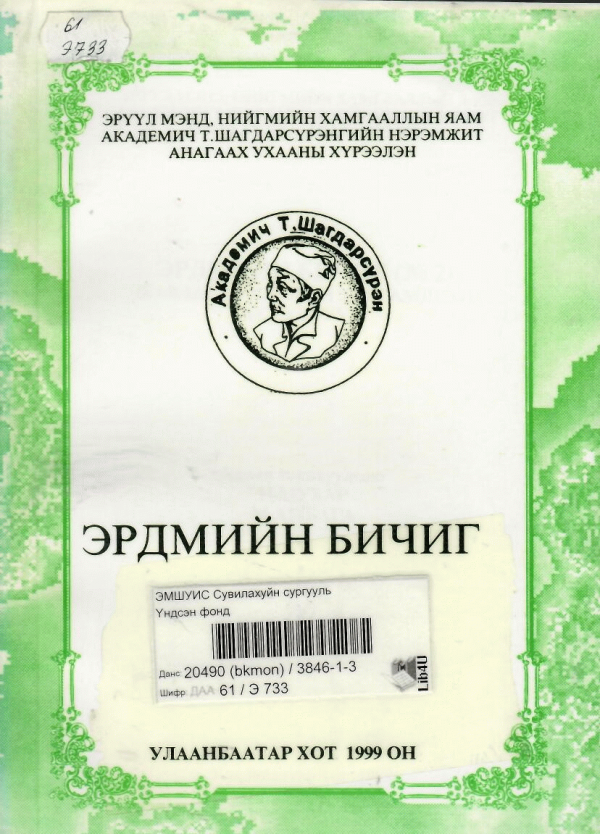 61
Э733
ЭРҮҮЛ МЭНД, НИЙГМИЙН ХАМГААЛЛЫН ЯАМ
АКАДЕМИЧ Т.ШАГДАРСҮРЭНГИЙН НЭРЭМЖИТ
АНАГААХ УХААНЫ ХҮРЭЭЛЭН
Академич Т.Шагдарсүрэн
ЭРДМИЙН БИЧИГ
ЭМШУИС Сувилахуйн сургууль
Үндсэн фонд
Данс 20490 (bkmon) / 3846-1-3
Шифр ДАА 61 / Э 733
Lib4U
УЛААНБААТАР ХОТ 1999 ОН